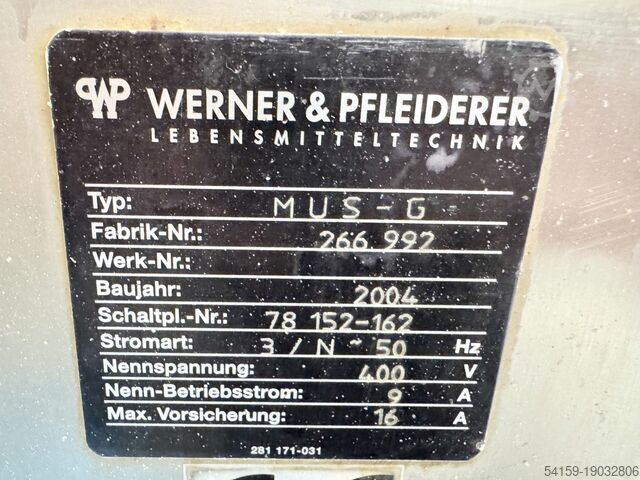 WP WERNER & PFLEIDERER
LEBENSMITTELTECHNIK
Typ: MUS-G
Fabrik-Nr.: 266.992
Werk-Nr.:
Baujahr: 2004
Schaltpl.-Nr.: 78 152-162
Stromart: 3/N~50 Hz
Nennspannung: 400 V
Nenn-Betriebsstrom: 9 A
Max. Vorsicherung: 16 A
281 171-031
54159-19032806